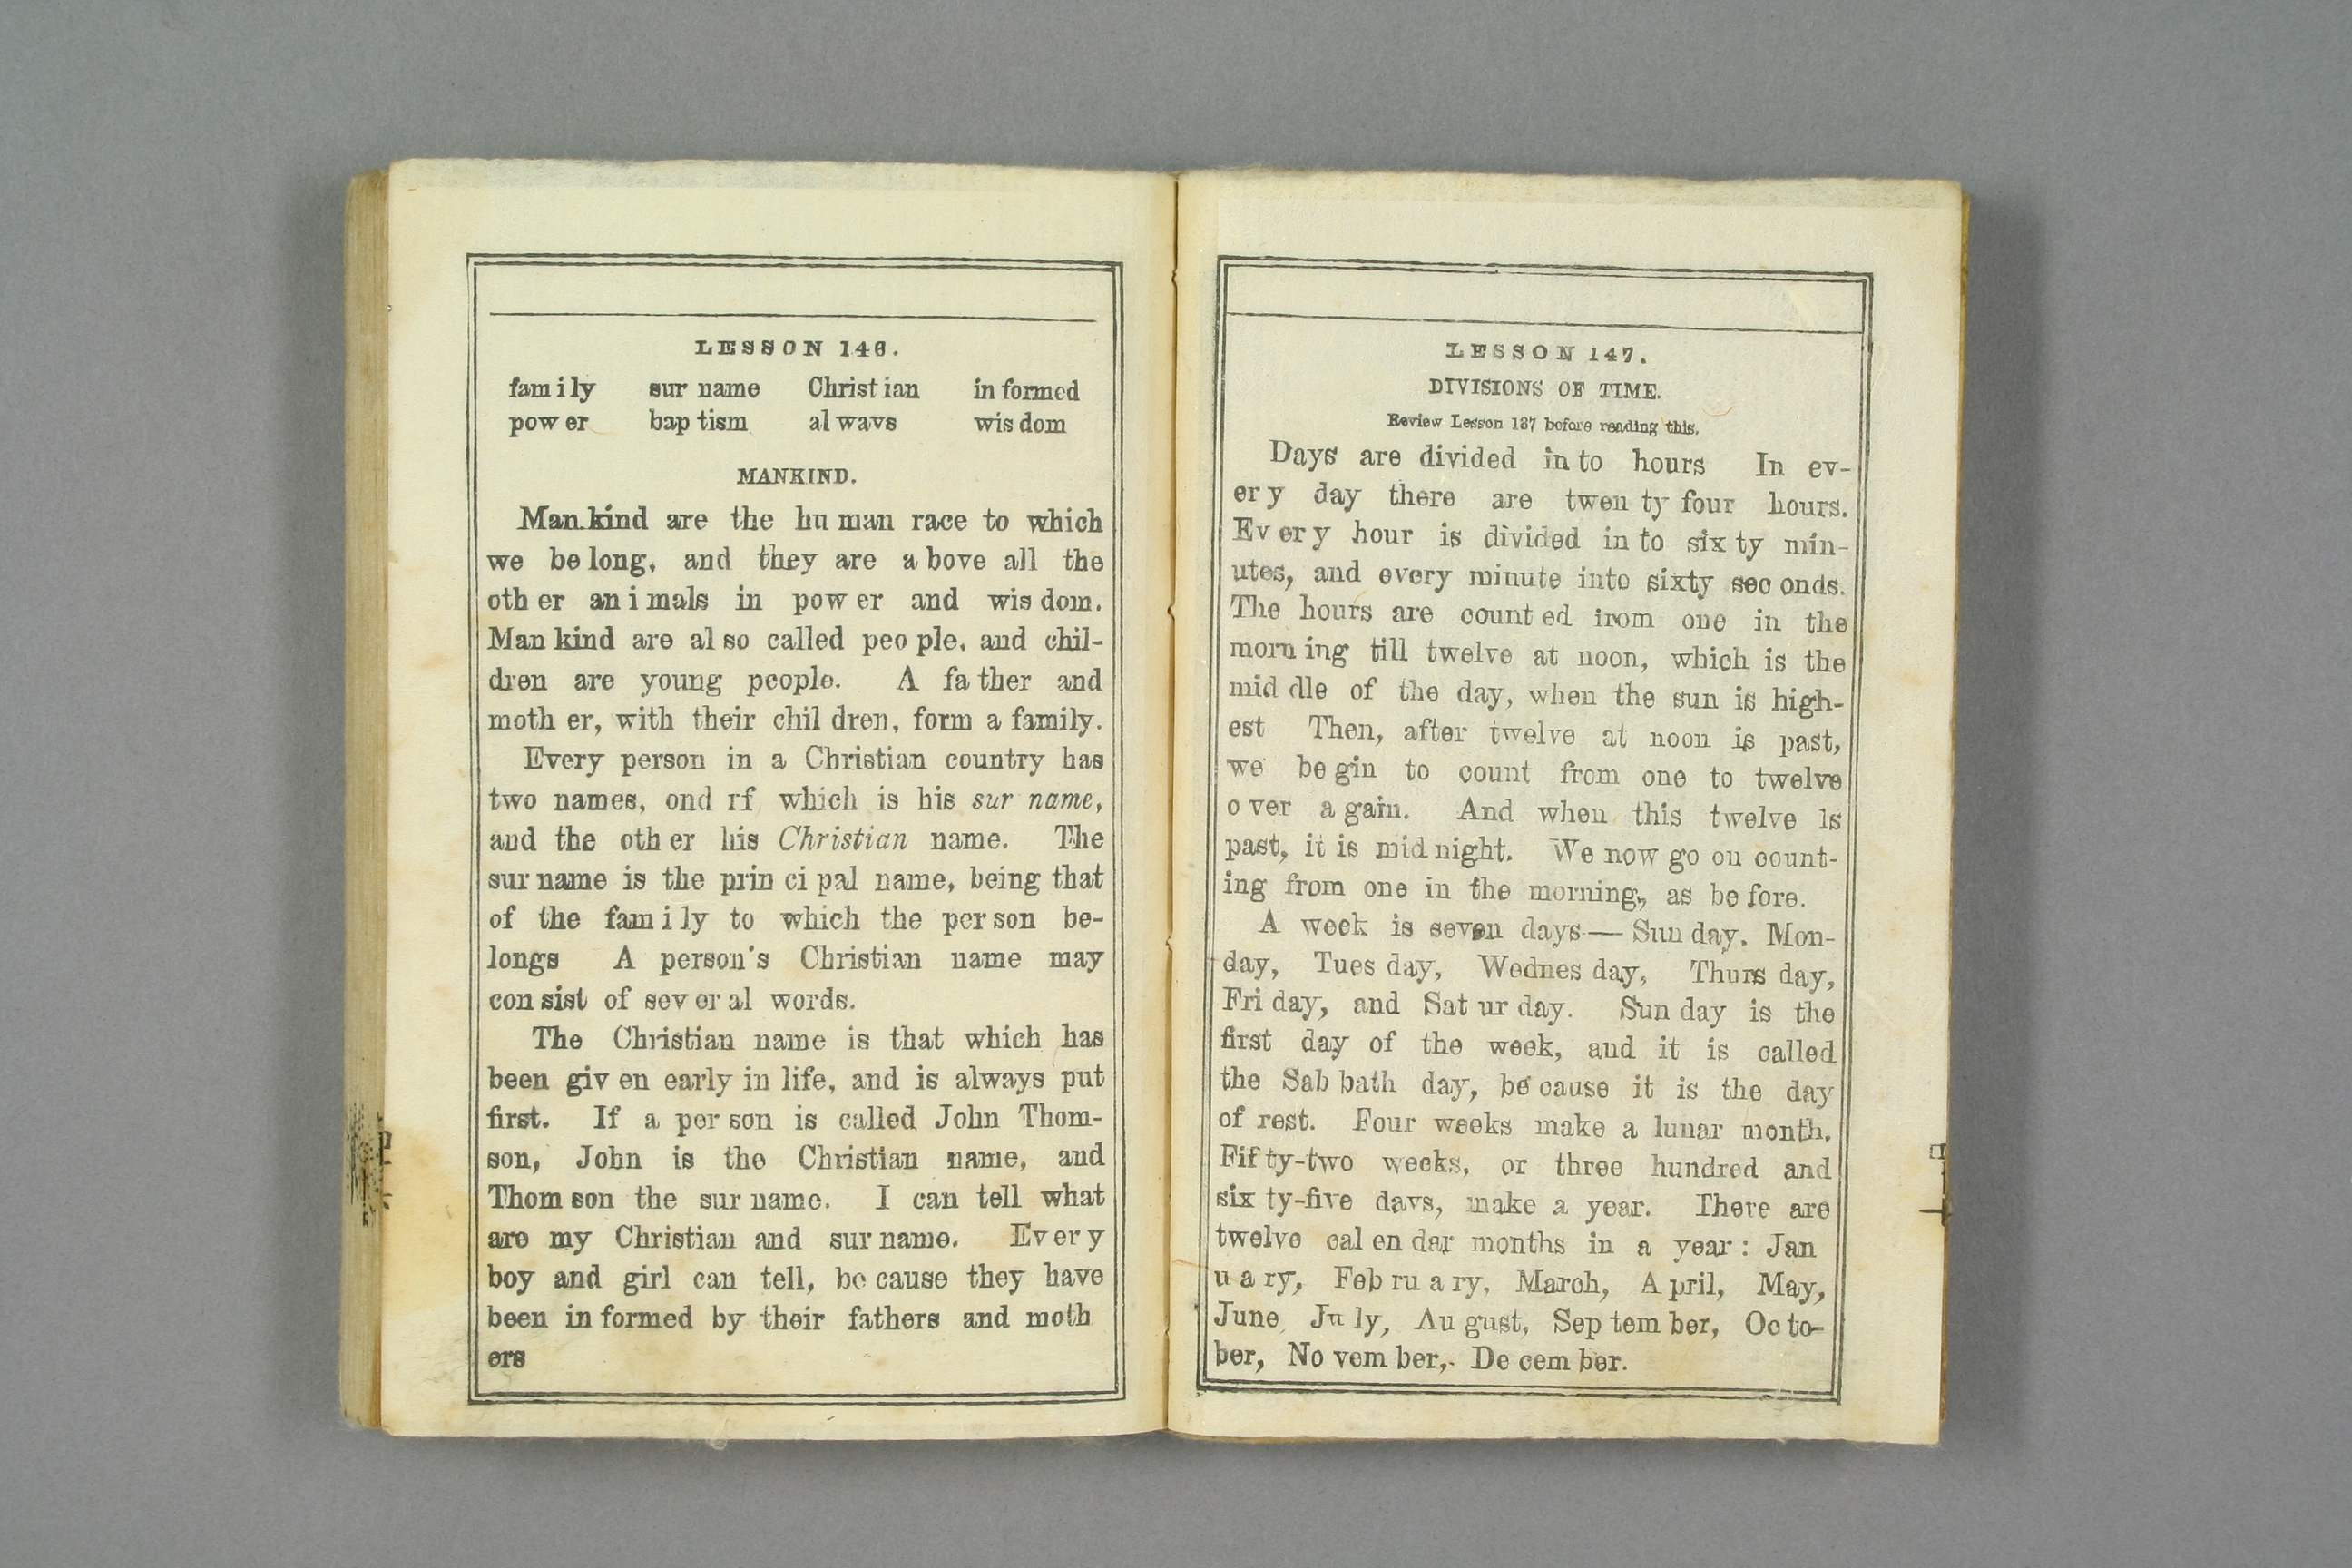 LESSON 146.
fam i ly sur name Christ ian in formed
pow er bap tism al wavs wis dom
MANKIND.
Man.kind are the hu man race to which
we be long, and they are a bove all the
oth er an i mals in pow er and wis dom.
Man kind are al so called peo ple, and chil-
dren are young people. A fa ther and
moth er, with their chil dren, form a family.
Every person in a Christian country has
two names, ond rf which is his sur name,
and the oth er his Christian name. The
sur name is the prin ci pal name, being that
of the fam i ly to which the per son be-
longs A person's Christian name may
con sist of sev er al words.
The Christian name is that which has
been giv en early in life, and is always put
first. If a per son is called John Thom-
son, John is the Christian name, and
Thom son the sur name. I can tell what
are my Christian and sur name. Ev er y
boy and girl can tell, be cause they have
been in formed by their fathers and moth
ers
LESSON 147.
DIVISIONS OF TIME.
Review Lesson 137 before reading this.
Days are divided in to hours In ev-
er y day there are twen ty four hours.
Ev er y hour is divided in to six ty min-
utes, and every minute into sixty sec onds.
The hours are count ed irom one in the
morn ing till twelve at noon, which is the
mid dle of the day, when the sun is high-
est Then, after twelve at noon is past,
we be gin to count from one to twelve
o ver a gain. And when this twelve is
past, it is mid night. We now go on count-
ing from one in the morning, as be fore.
A week is seven days — Sun day. Mon-
day, Tues day, Wednes day, Thurs day,
Fri day, and Sat ur day. Sun day is the
first day of the week, and it is called
the Sab bath day, be cause it is the day
of rest. Four weeks make a lunar month.
Fif ty-two weeks, or three hundred and
six ty-five davs, make a year. There are
twelve cal en dar months in a year: Jan
u a ry, Feb ru a ry, March, A pril, May,
June, Ju ly, Au gust, Sep tem ber, Oc to-
ber, No vem ber, De cem ber.